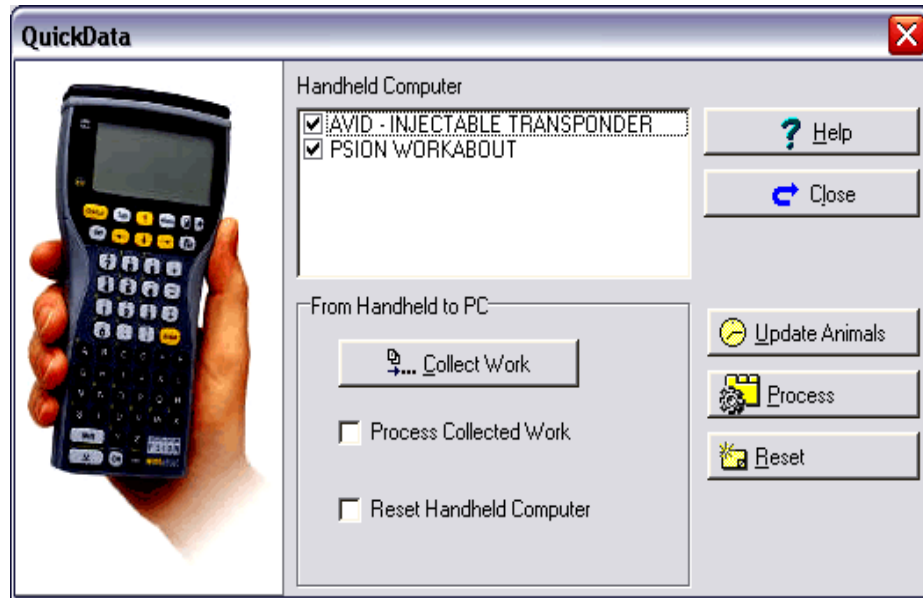 QuickData
Handheld Computer
AVID - INJECTABLE TRANSPONDER
PSION WORKABOUT
Help
Close
From Handheld to PC
... Collect Work
Process Collected Work
Reset Handheld Computer
Update Animals
Process
Reset